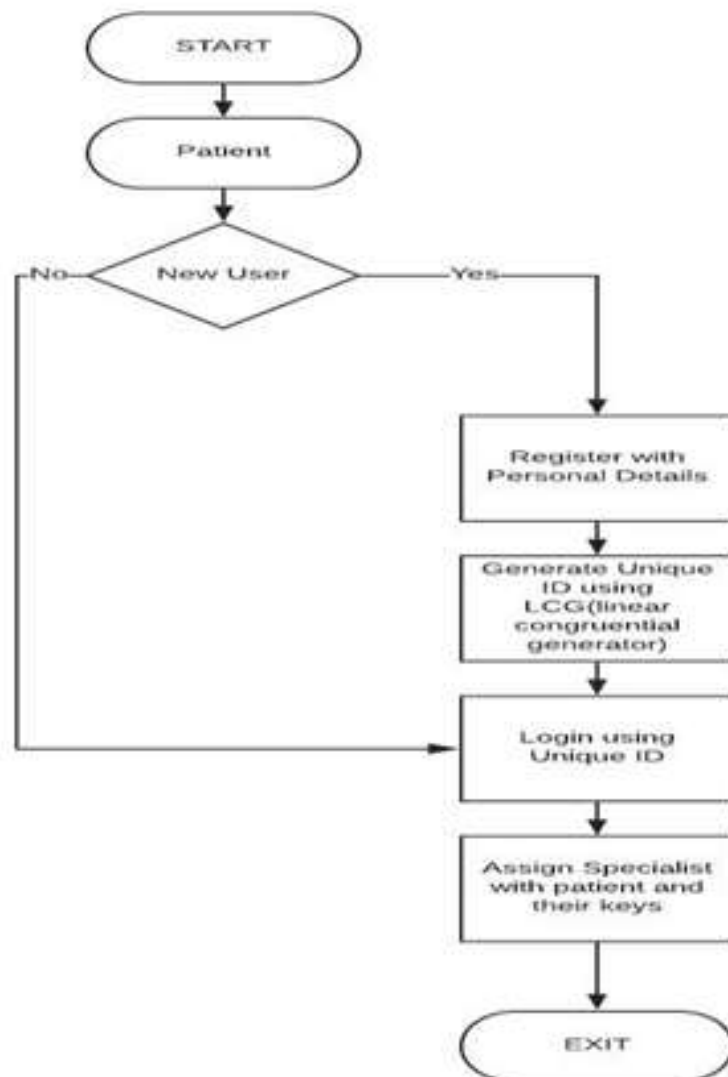 START
Patient
New User
No
Yes
Register with
Personal Details
Generate Unique
ID using
LCG(linear
congruential
generator)
Login using
Unique ID
Assign Specialist
with patient and
their keys
EXIT